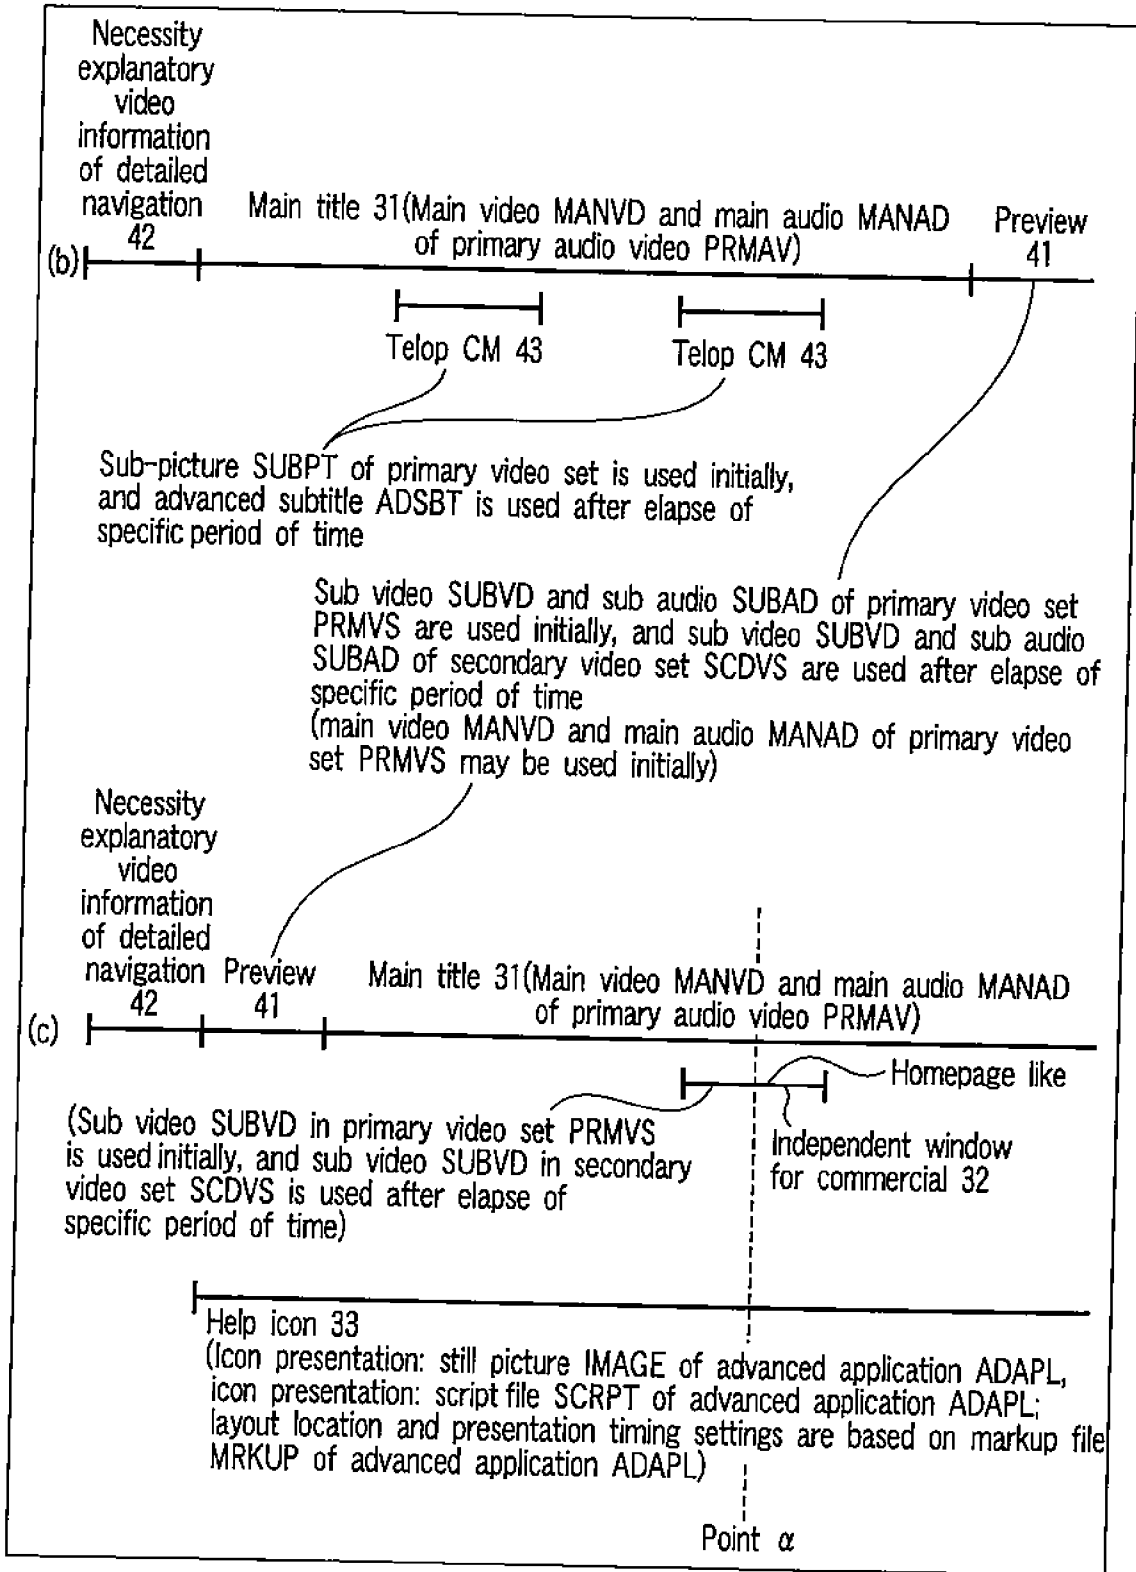 Necessity
explanatory
video
information
of detailed
navigation
42
Main title 31(Main video MANVD and main audio MANAD
of primary audio video PRMAV)
Preview
41
(b)
Telop CM 43
Telop CM 43
Sub-picture SUBPT of primary video set is used initially,
and advanced subtitle ADSBT is used after elapse of
specific period of time
Sub video SUBVD and sub audio SUBAD of primary video set
PRMVS are used initially, and sub video SUBVD and sub audio
SUBAD of secondary video set SCDVS are used after elapse of
specific period of time
(main video MANVD and main audio MANAD of primary video
set PRMVS may be used initially)
Necessity
explanatory
video
information
of detailed
navigation
42
Preview
41
Main title 31(Main video MANVD and main audio MANAD
of primary audio video PRMAV)
(c)
Homepage like
Independent window
for commercial 32
(Sub video SUBVD in primary video set PRMVS
is used initially, and sub video SUBVD in secondary
video set SCDVS is used after elapse of
specific period of time)
Help icon 33
(Icon presentation: still picture IMAGE of advanced application ADAPL,
icon presentation: script file SCRPT of advanced application ADAPL;
layout location and presentation timing settings are based on markup file
MRKUP of advanced application ADAPL)
Point α